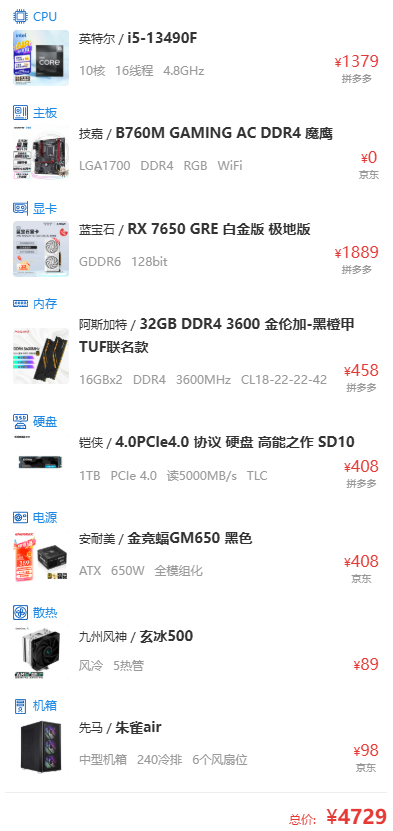 CPU
英特尔 / i5-13490F
10核 16线程 4.8GHz
¥1379
拼多多
主板
技嘉 / B760M GAMING AC DDR4 魔鹰
LGA1700 DDR4 RGB WiFi
¥0
京东
显卡
蓝宝石 / RX 7650 GRE 白金版 极地版
GDDR6 128bit
¥1889
拼多多
内存
阿斯加特 / 32GB DDR4 3600 金伦加-黑橙甲
TUF联名款
16GBx2 DDR4 3600MHz CL18-22-22-42
¥458
拼多多
硬盘
铠侠 / 4.0PCIe4.0 协议 硬盘 高能之作 SD10
1TB PCIe 4.0 读5000MB/s TLC
¥408
拼多多
电源
安耐美 / 金竞蝠GM650 黑色
ATX 650W 全模组化
¥408
京东
散热
九州风神 / 玄冰500
风冷 5热管
¥89
机箱
先马 / 朱雀air
中型机箱 240冷排 6个风扇位
¥98
京东
总价: ¥4729